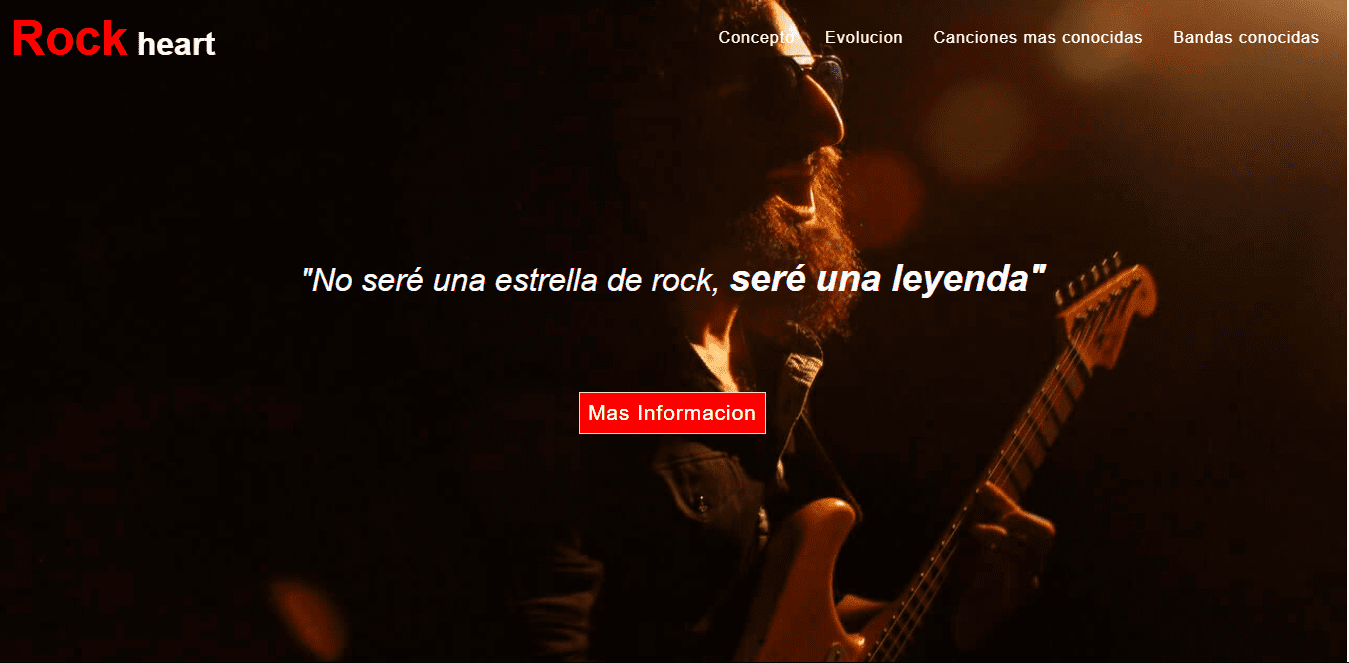 Rock heart
Concepto Evolucion Canciones mas conocidas Bandas conocidas
"No seré una estrella de rock, seré una leyenda"
Mas Informacion